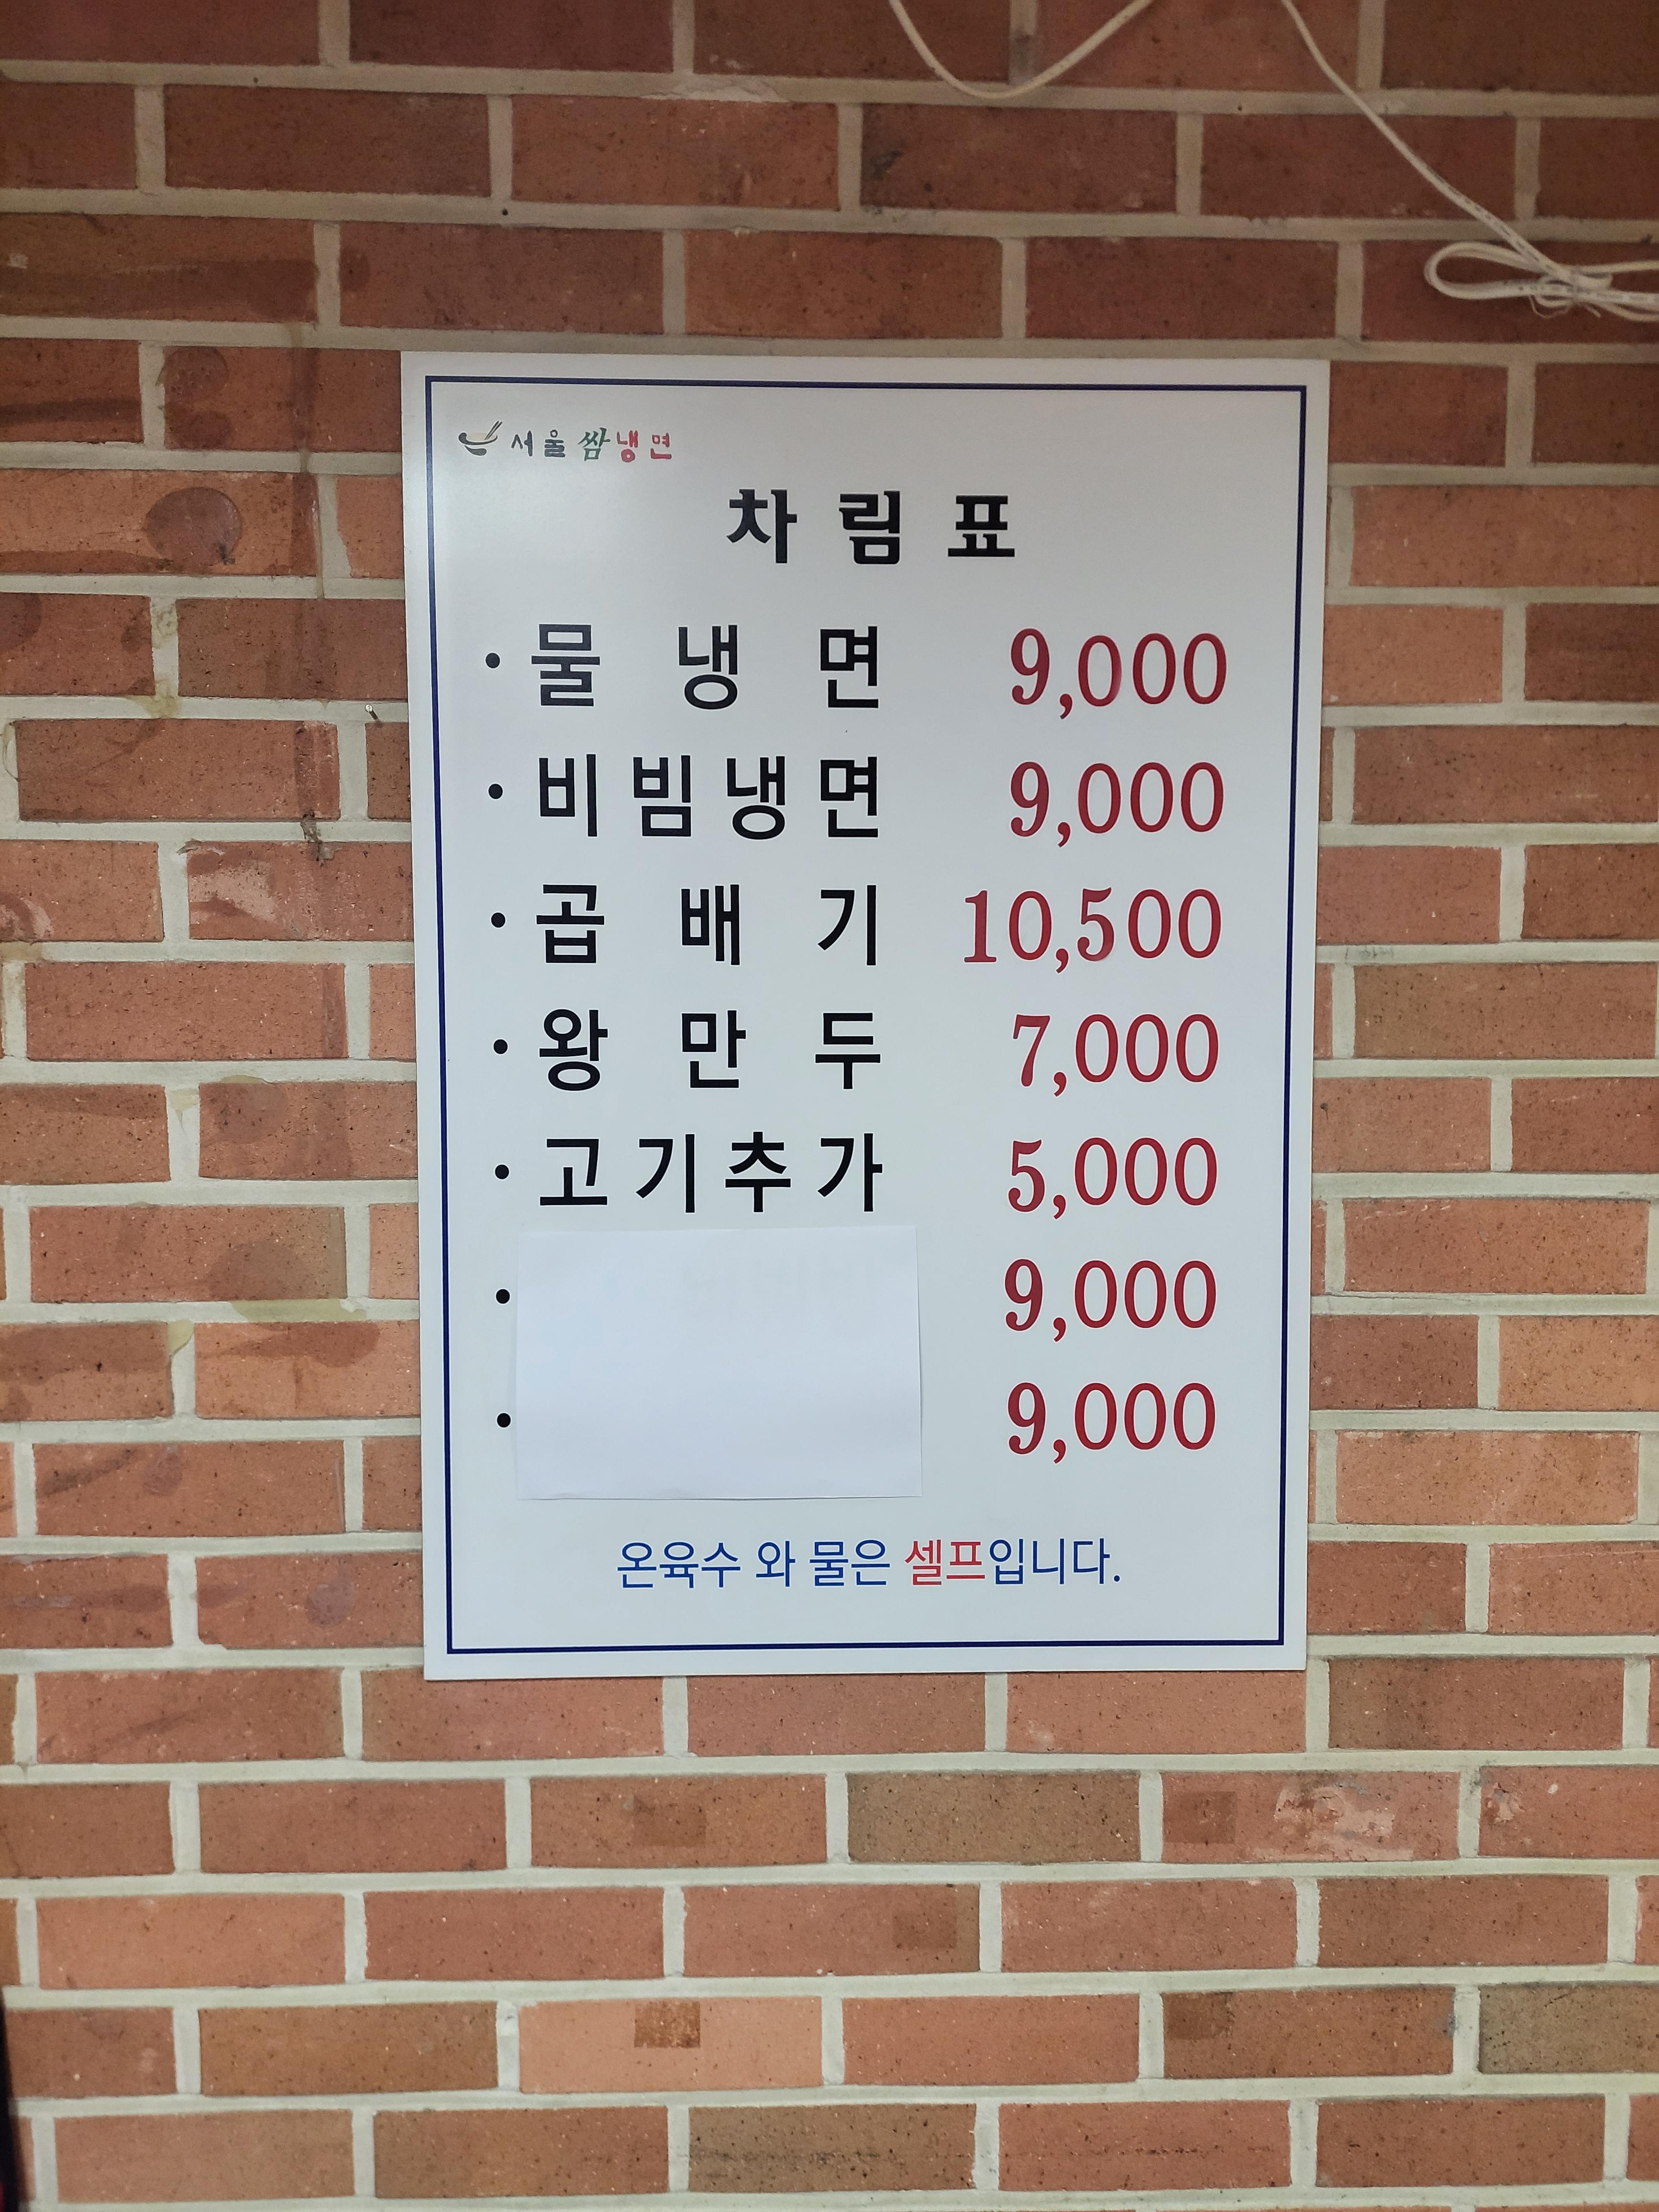 서울 쌈 냉면
차림표
• 물냉면 9,000
• 비빔냉면 9,000
• 곱배기 10,500
• 왕만두 7,000
• 고기추가 5,000
• 9,000
• 9,000
온육수 와 물은 셀프입니다.